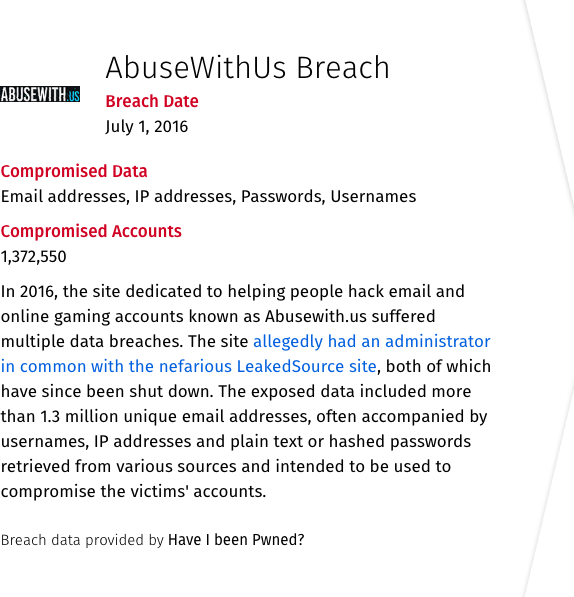 AbuseWithUs Breach
ABUSEWITH.US
Breach Date
July 1, 2016
Compromised Data
Email addresses, IP addresses, Passwords, Usernames
Compromised Accounts
1,372,550
In 2016, the site dedicated to helping people hack email and
online gaming accounts known as Abusewith.us suffered
multiple data breaches. The site allegedly had an administrator
in common with the nefarious LeakedSource site, both of which
have since been shut down. The exposed data included more
than 1.3 million unique email addresses, often accompanied by
usernames, IP addresses and plain text or hashed passwords
retrieved from various sources and intended to be used to
compromise the victims' accounts.
Breach data provided by Have I been Pwned?